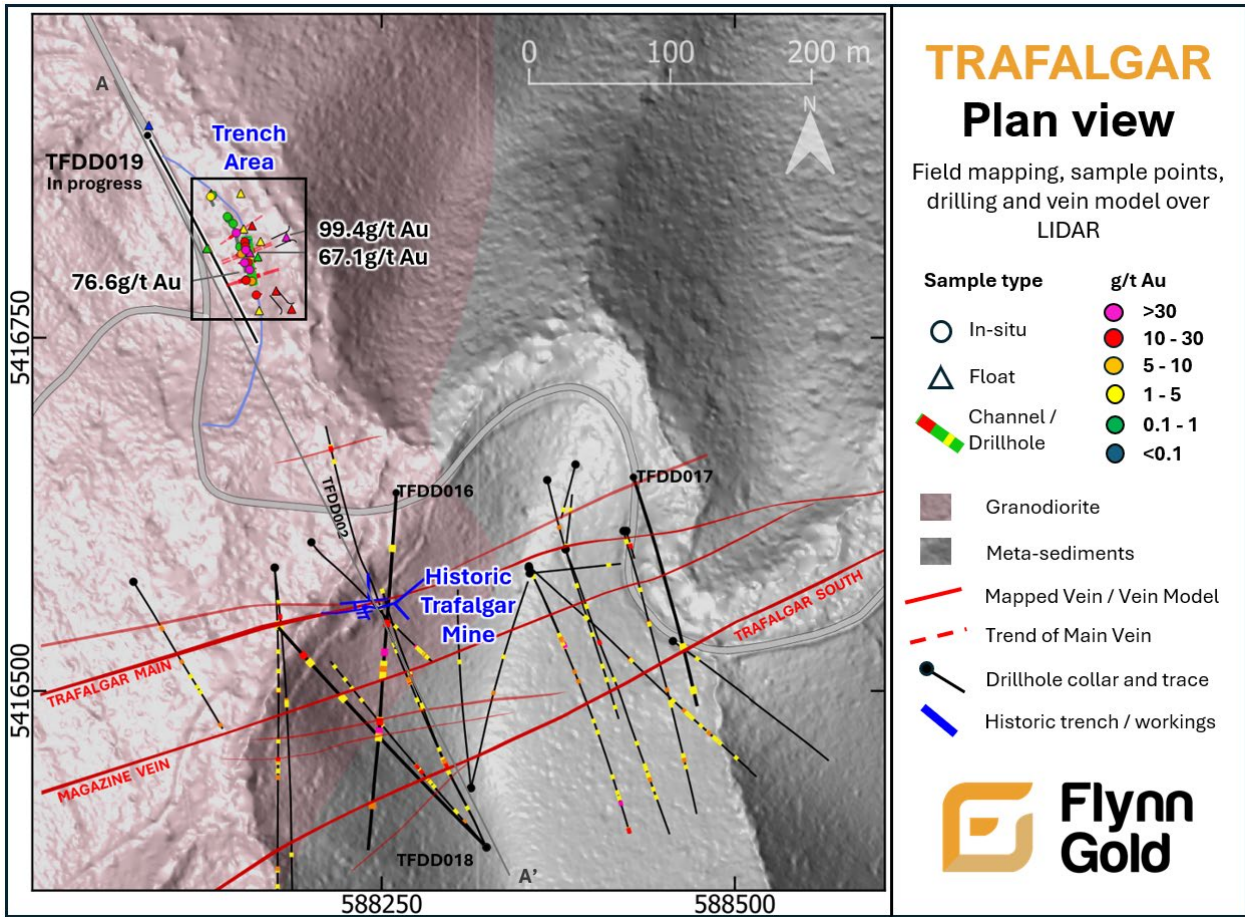 0 100 200 m
N
A
TFDD019
In progress
Trench
Area
99.4g/t Au
67.1g/t Au
76.6g/t Au
5416750
TFDD002
TFDD016
TFDD017
Historic
Trafalgar
Mine
TRAFALGAR SOUTH
TRAFALGAR MAIN
5416500
MAGAZINE VEIN
TFDD018
A'
588250
588500
TRAFALGAR
Plan view
Field mapping, sample points,
drilling and vein model over
LIDAR
Sample type
In-situ
Float
Channel /
Drillhole
g/t Au
>30
10 - 30
5 - 10
1 - 5
0.1 - 1
<0.1
Granodiorite
Meta-sediments
Mapped Vein / Vein Model
Trend of Main Vein
Drillhole collar and trace
Historic trench / workings
Flynn
Gold